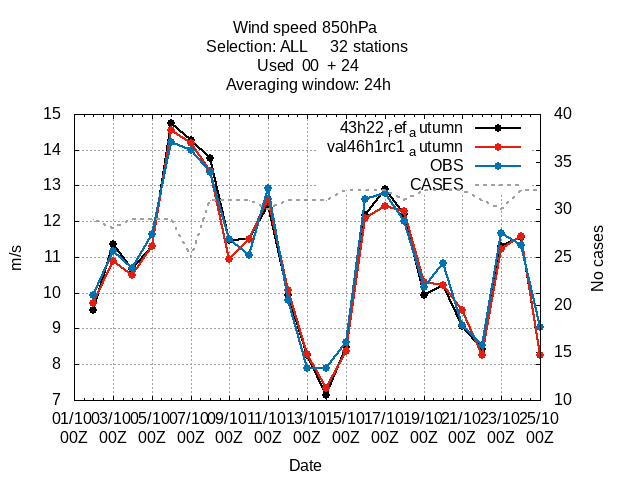 Wind speed 850hPa
Selection: ALL 32 stations
Used 00 + 24
Averaging window: 24h
43h22refautumn
val46h1rc1autumn
OBS
CASES
15
14
13
12
11
10
9
8
7
m/s
40
35
30
25
20
15
10
No cases
01/10 03/10 05/10 07/10 09/10 11/10 13/10 15/10 17/10 19/10 21/10 23/10 25/10
00Z 00Z 00Z 00Z 00Z 00Z 00Z 00Z 00Z 00Z 00Z 00Z 00Z
Date